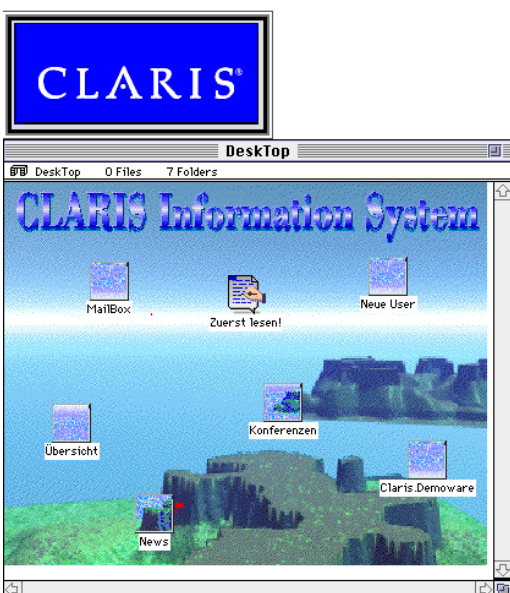 CLARIS®
DeskTop
DeskTop 0 Files 7 Folders
CLARIS Information System
MailBox
Zuerst lesen!
Neue User
Konferenzen
Übersicht
Claris.Demoware
News